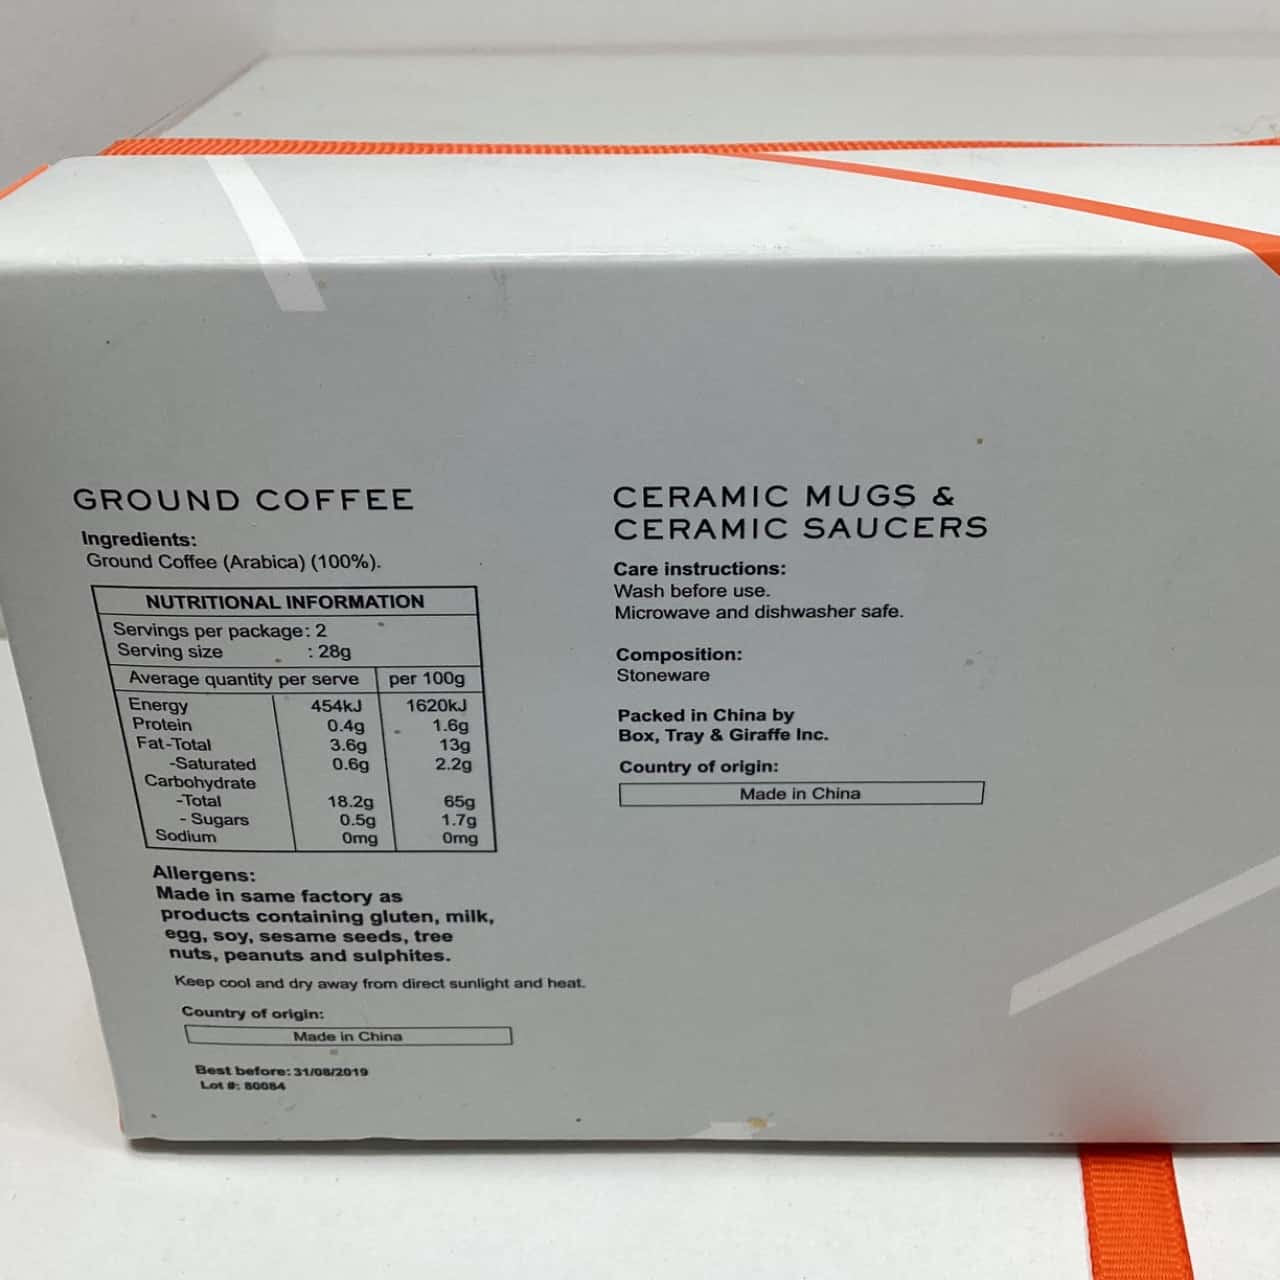 GROUND COFFEE
Ingredients:
Ground Coffee (Arabica) (100%).
NUTRITIONAL INFORMATION
Servings per package: 2
Serving size : 28g
Average quantity per serve per 100g
Energy 454kJ 1620kJ
Protein 0.4g 1.6g
Fat-Total 3.6g 13g
-Saturated 0.6g 2.2g
Carbohydrate
-Total 18.2g 65g
- Sugars 0.5g 1.7g
Sodium 0mg 0mg
Allergens:
Made in same factory as
products containing gluten, milk,
egg, soy, sesame seeds, tree
nuts, peanuts and sulphites.
Keep cool and dry away from direct sunlight and heat.
Country of origin:
Made in China
Best before: 31/08/2019
Lot #: 80084
CERAMIC MUGS &
CERAMIC SAUCERS
Care instructions:
Wash before use.
Microwave and dishwasher safe.
Composition:
Stoneware
Packed in China by
Box, Tray & Giraffe Inc.
Country of origin:
Made in China